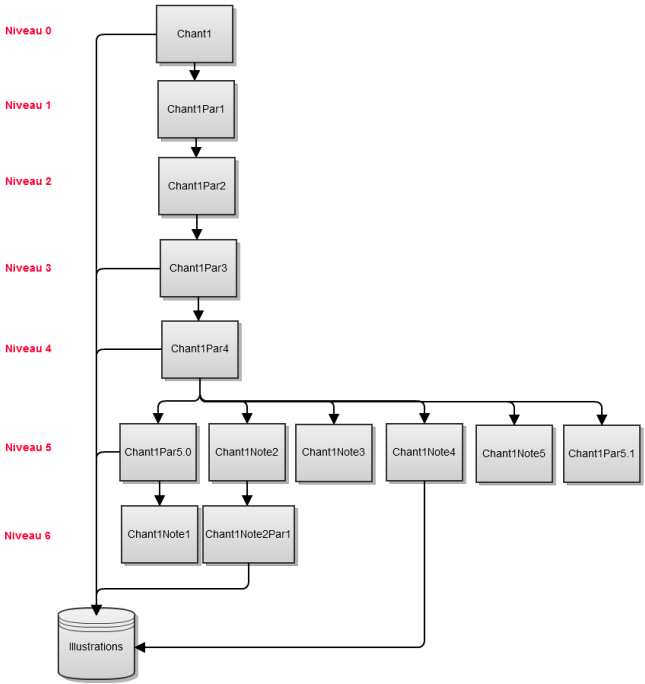 Niveau 0
Chant1
Niveau 1
Chant1Par1
Niveau 2
Chant1Par2
Niveau 3
Chant1Par3
Niveau 4
Chant1Par4
Niveau 5
Chant1Par5.0
Chant1Note2
Chant1Note3
Chant1Note4
Chant1Note5
Chant1Par5.1
Niveau 6
Chant1Note1
Chant1Note2Par1
Illustrations